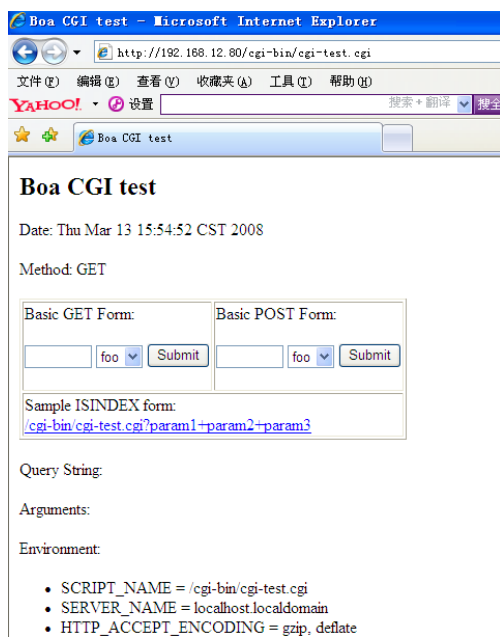 Boa CGI test - Microsoft Internet Explorer
http://192.168.12.80/cgi-bin/cgi-test.cgi
文件(F) 编辑(E) 查看(V) 收藏夹(A) 工具(T) 帮助(H)
YAHOO! 设置 搜索+翻译 搜全
Boa CGI test
Boa CGI test
Date: Thu Mar 13 15:54:52 CST 2008
Method: GET
Basic GET Form: Basic POST Form:
foo Submit foo Submit
Sample ISINDEX form:
/cgi-bin/cgi-test.cgi?param1+param2+param3
Query String:
Arguments:
Environment:
• SCRIPT_NAME = /cgi-bin/cgi-test.cgi
• SERVER_NAME = localhost.localdomain
• HTTP_ACCEPT_ENCODING = gzip, deflate